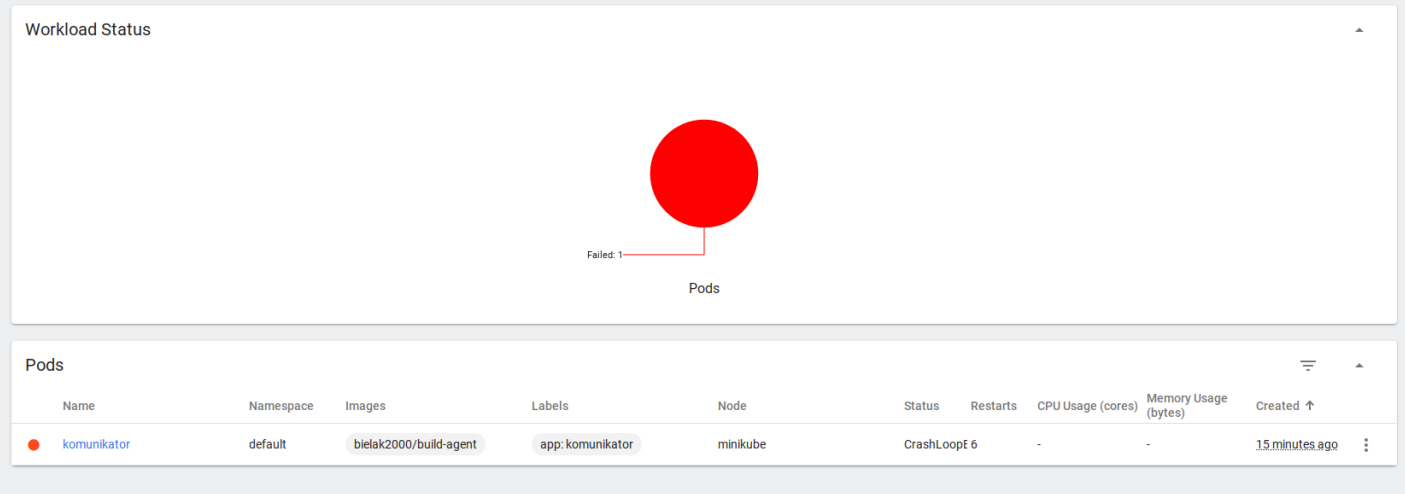 Workload Status
Failed: 1
Pods
Pods
Name Namespace Images Labels Node Status Restarts CPU Usage (cores) Memory Usage (bytes) Created ↑
komunikator default bielak2000/build-agent app: komunikator minikube CrashLoopE 6 - - 15 minutes ago